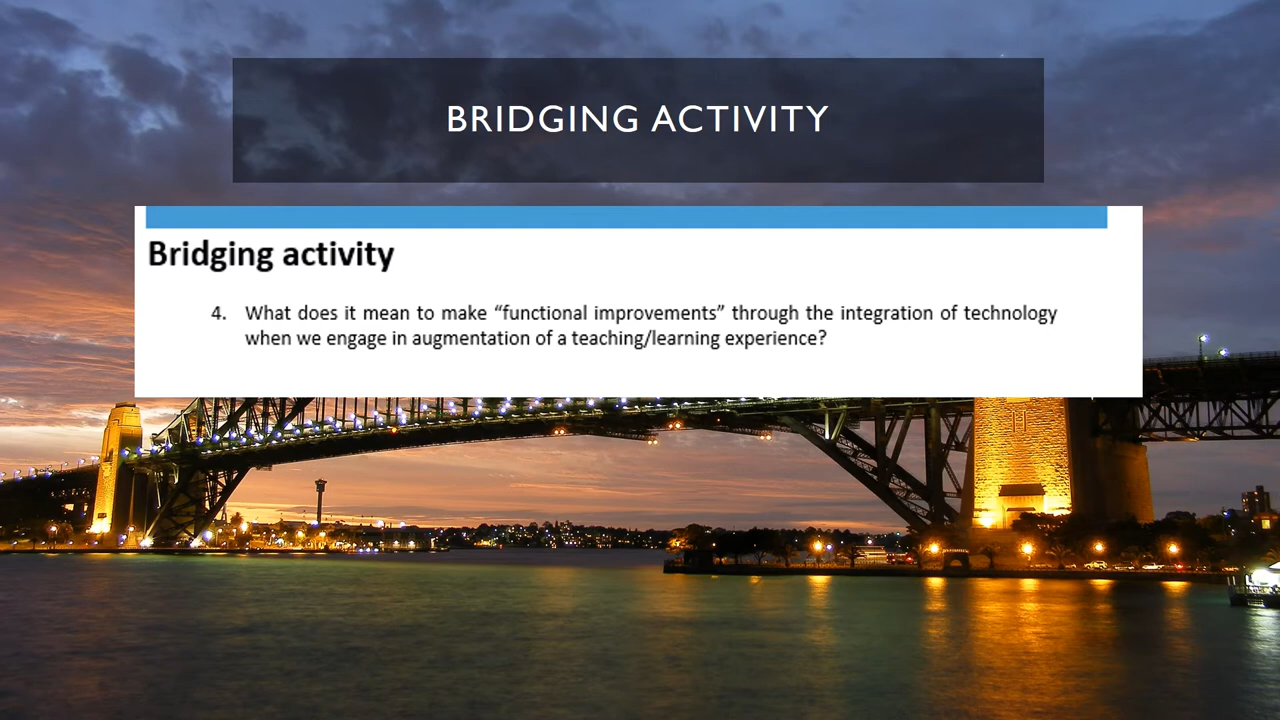 BRIDGING ACTIVITY
Bridging activity
4. What does it mean to make “functional improvements” through the integration of technology
when we engage in augmentation of a teaching/learning experience?